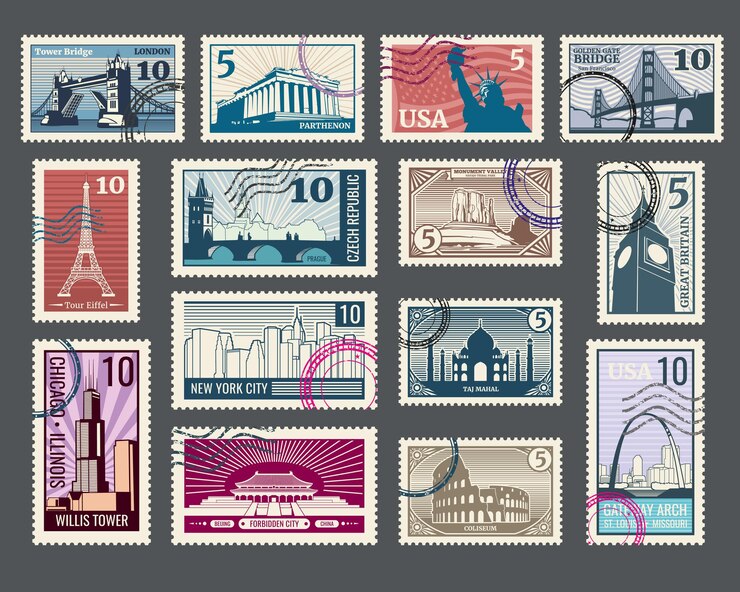 Tower Bridge LONDON
10
5
PARTHENON
5
USA
GOLDEN GATE
BRIDGE
San Francisco
10
10
Tour Eiffel
10
CZECH REPUBLIC
PRAGUE
MONUMENT VALLEY
5
5
GREAT BRITAIN
10
NEW YORK CITY
5
TAJ MAHAL
CHICAGO • ILLINOIS
10
WILLIS TOWER
BEIJING FORBIDDEN CITY CHINA
5
COLISEUM
USA 10
GATEWAY ARCH
ST. LOUIS • MISSOURI